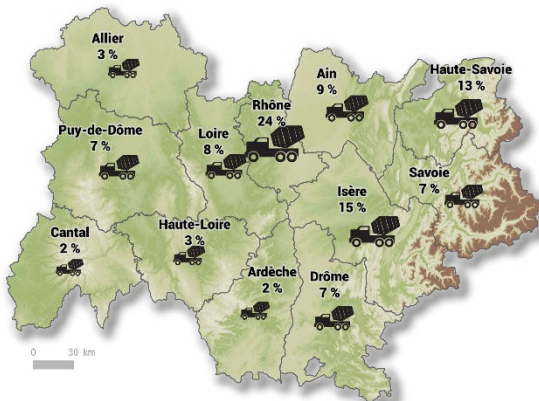 Allier
3 %
Ain
9 %
Haute-Savoie
13 %
Rhône
24 %
Puy-de-Dôme
7 %
Loire
8 %
Isère
15 %
Savoie
7 %
Cantal
2 %
Haute-Loire
3 %
Ardèche
2 %
Drôme
7 %
0 30 km